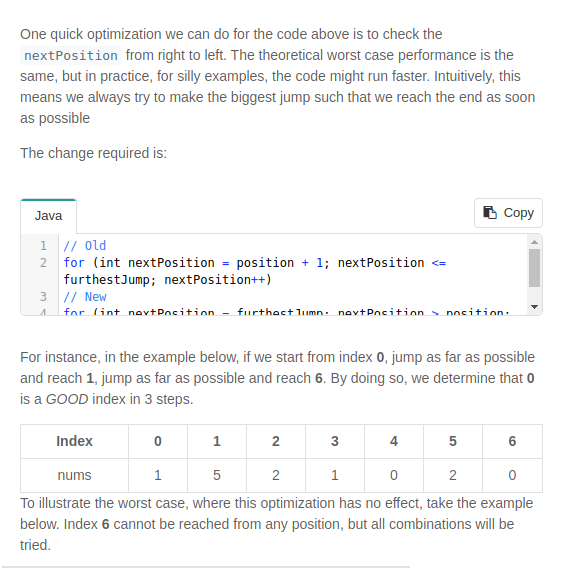 One quick optimization we can do for the code above is to check the
nextPosition from right to left. The theoretical worst case performance is the
same, but in practice, for silly examples, the code might run faster. Intuitively, this
means we always try to make the biggest jump such that we reach the end as soon
as possible
The change required is:
Java
Copy
1 // Old
2 for (int nextPosition = position + 1; nextPosition <=
furthestJump; nextPosition++)
3 // New
4 for (int nextPosition = furthestJump; nextPosition > position;
For instance, in the example below, if we start from index 0, jump as far as possible
and reach 1, jump as far as possible and reach 6. By doing so, we determine that 0
is a GOOD index in 3 steps.
Index 0 1 2 3 4 5 6
nums 1 5 2 1 0 2 0
To illustrate the worst case, where this optimization has no effect, take the example
below. Index 6 cannot be reached from any position, but all combinations will be
tried.